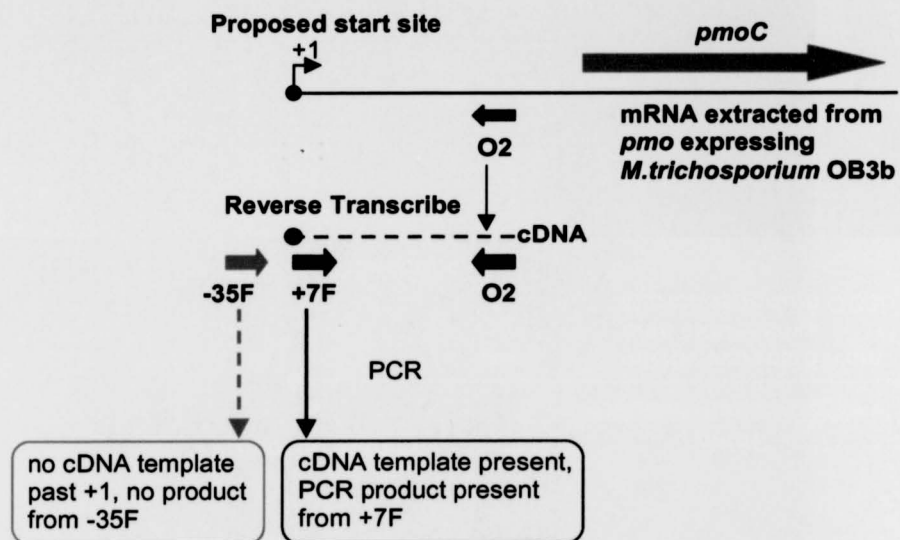 Proposed start site
+1
pmoC
O2
mRNA extracted from
pmo expressing
M.trichosporium OB3b
Reverse Transcribe
cDNA
-35F
+7F
O2
PCR
no cDNA template
past +1, no product
from -35F
cDNA template present,
PCR product present
from +7F